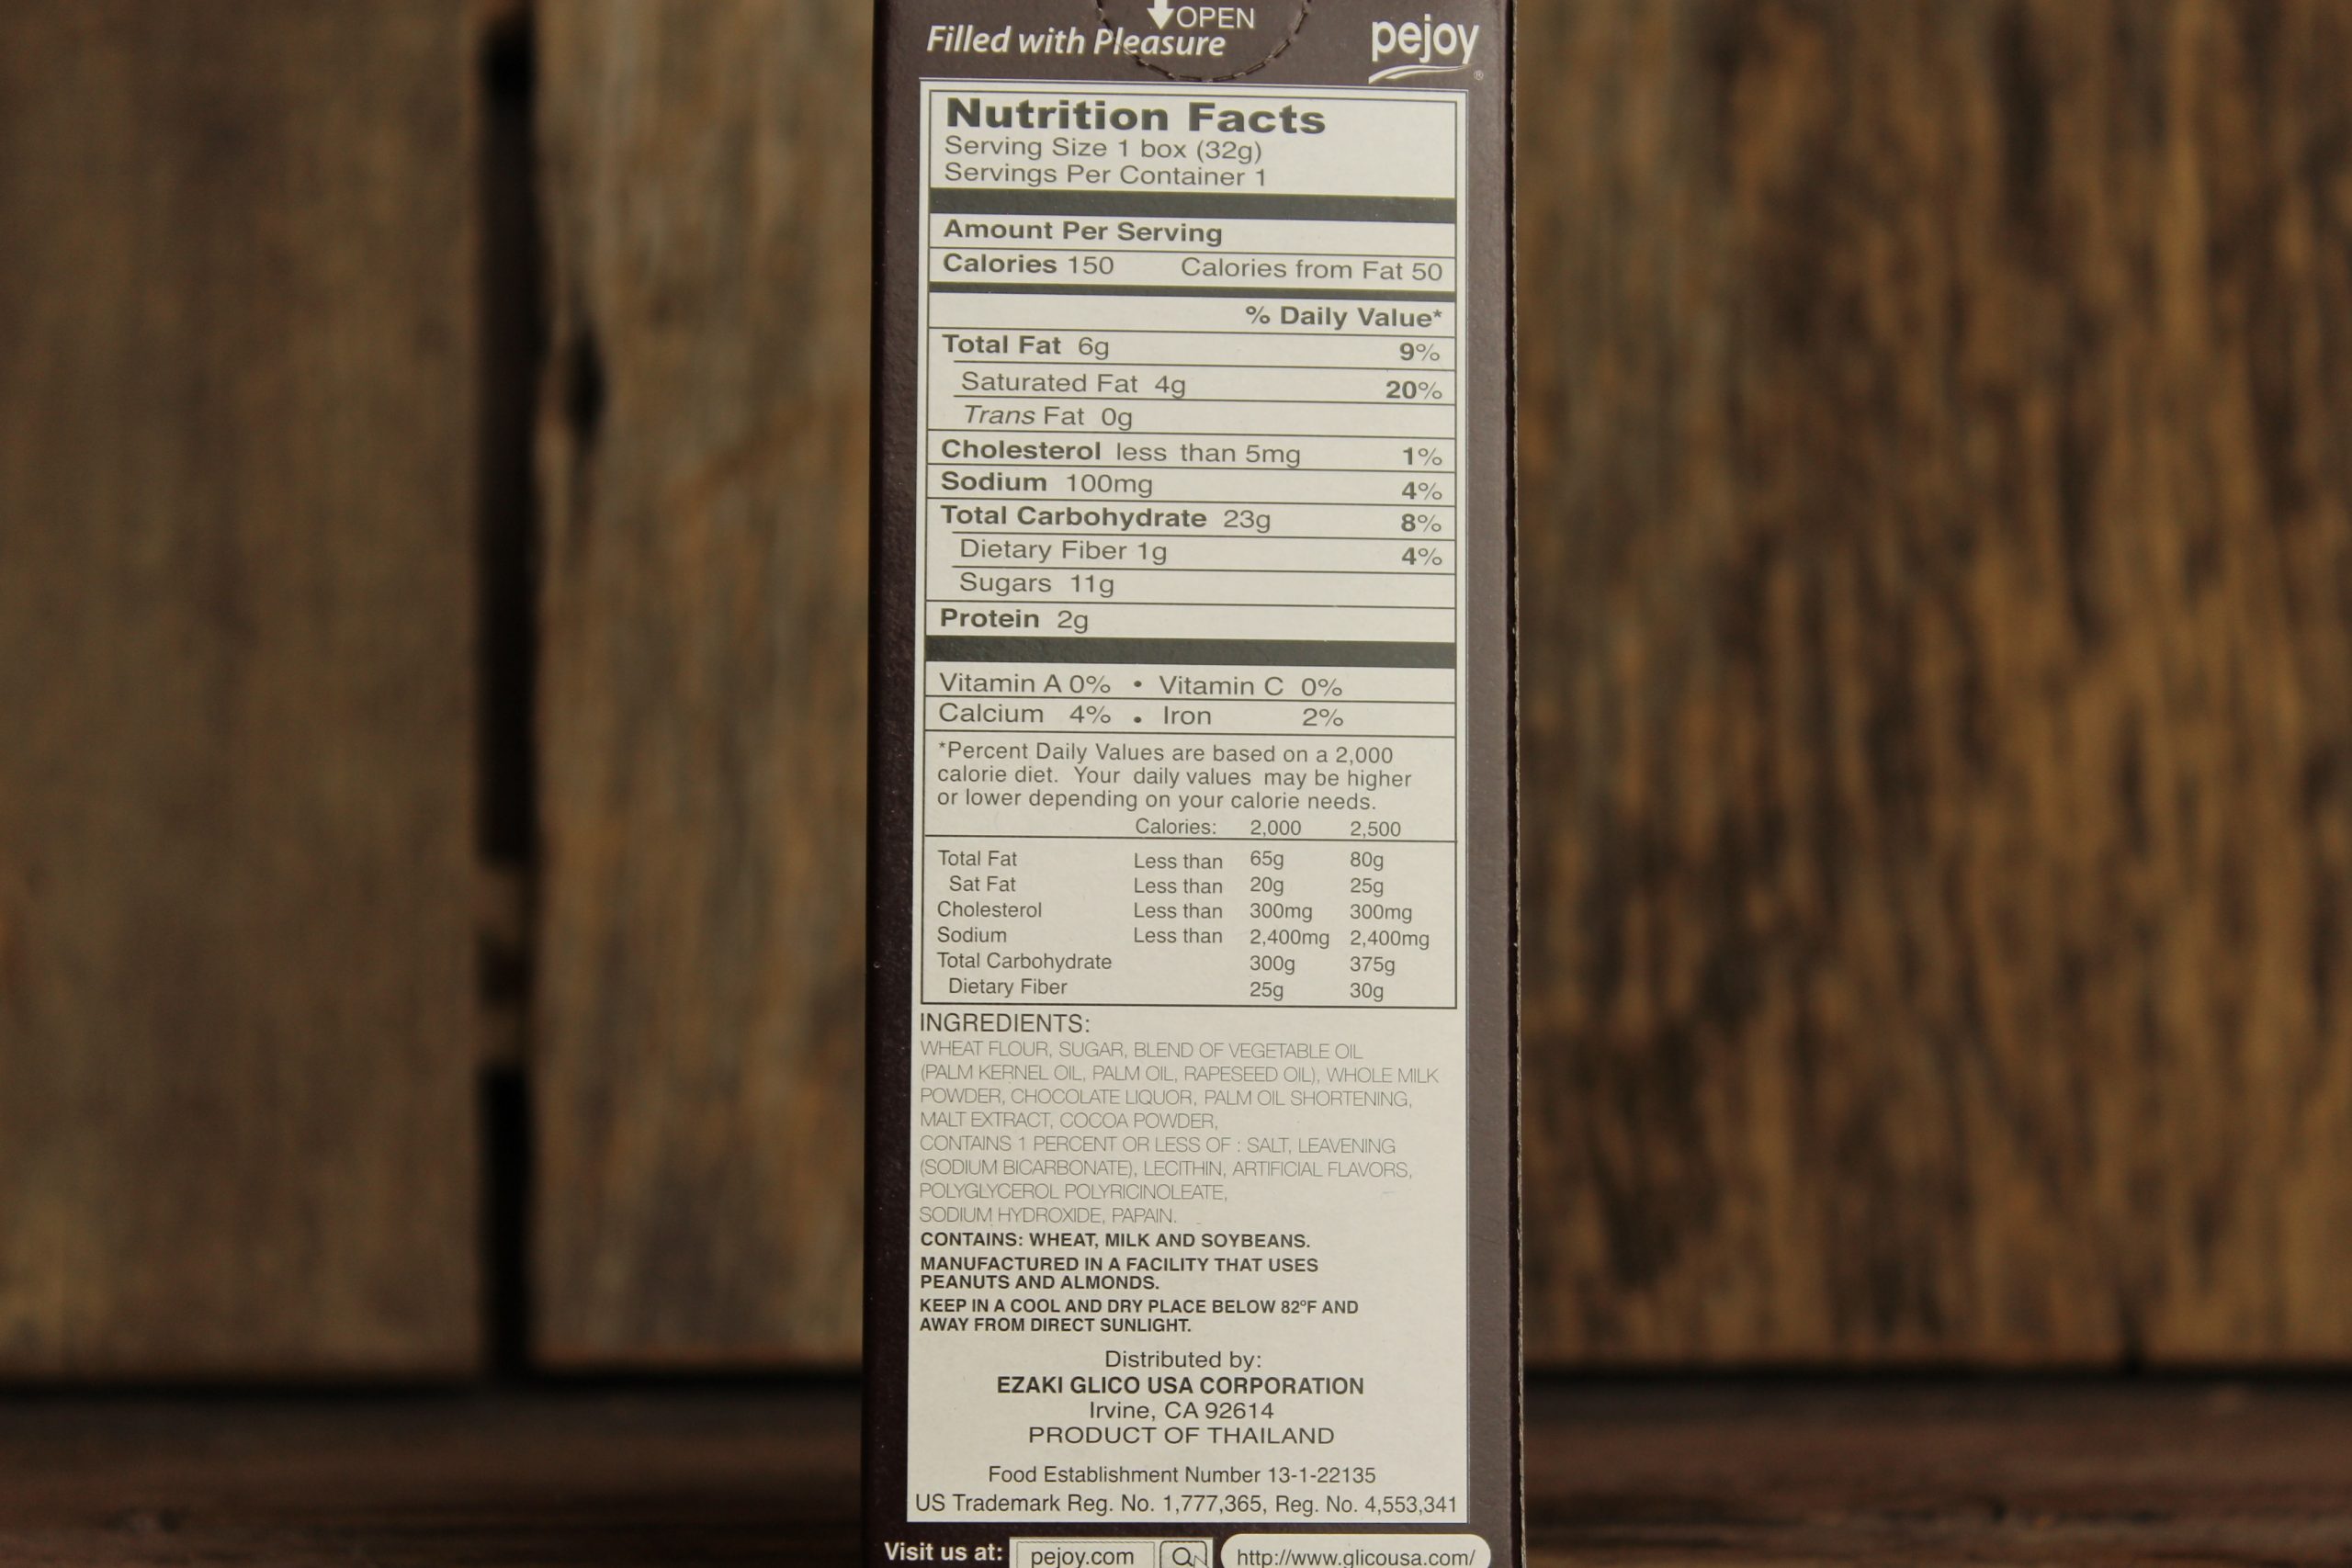 OPEN
Filled with Pleasure
pejoy
®
Nutrition Facts
Serving Size 1 box (32g)
Servings Per Container 1
Amount Per Serving
Calories 150 Calories from Fat 50
% Daily Value*
Total Fat 6g 9%
Saturated Fat 4g 20%
Trans Fat 0g
Cholesterol less than 5mg 1%
Sodium 100mg 4%
Total Carbohydrate 23g 8%
Dietary Fiber 1g 4%
Sugars 11g
Protein 2g
Vitamin A 0% • Vitamin C 0%
Calcium 4% • Iron 2%
*Percent Daily Values are based on a 2,000
calorie diet. Your daily values may be higher
or lower depending on your calorie needs.
Calories: 2,000 2,500
Total Fat Less than 65g 80g
Sat Fat Less than 20g 25g
Cholesterol Less than 300mg 300mg
Sodium Less than 2,400mg 2,400mg
Total Carbohydrate 300g 375g
Dietary Fiber 25g 30g
INGREDIENTS:
WHEAT FLOUR, SUGAR, BLEND OF VEGETABLE OIL
(PALM KERNEL OIL, PALM OIL, RAPESEED OIL), WHOLE MILK
POWDER, CHOCOLATE LIQUOR, PALM OIL SHORTENING,
MALT EXTRACT, COCOA POWDER,
CONTAINS 1 PERCENT OR LESS OF : SALT, LEAVENING
(SODIUM BICARBONATE), LECITHIN, ARTIFICIAL FLAVORS,
POLYGLYCEROL POLYRICINOLEATE,
SODIUM HYDROXIDE, PAPAIN.
CONTAINS: WHEAT, MILK AND SOYBEANS.
MANUFACTURED IN A FACILITY THAT USES
PEANUTS AND ALMONDS.
KEEP IN A COOL AND DRY PLACE BELOW 82ºF AND
AWAY FROM DIRECT SUNLIGHT.
Distributed by:
EZAKI GLICO USA CORPORATION
Irvine, CA 92614
PRODUCT OF THAILAND
Food Establishment Number 13-1-22135
US Trademark Reg. No. 1,777,365, Reg. No. 4,553,341
Visit us at: pejoy.com http://www.glicousa.com/